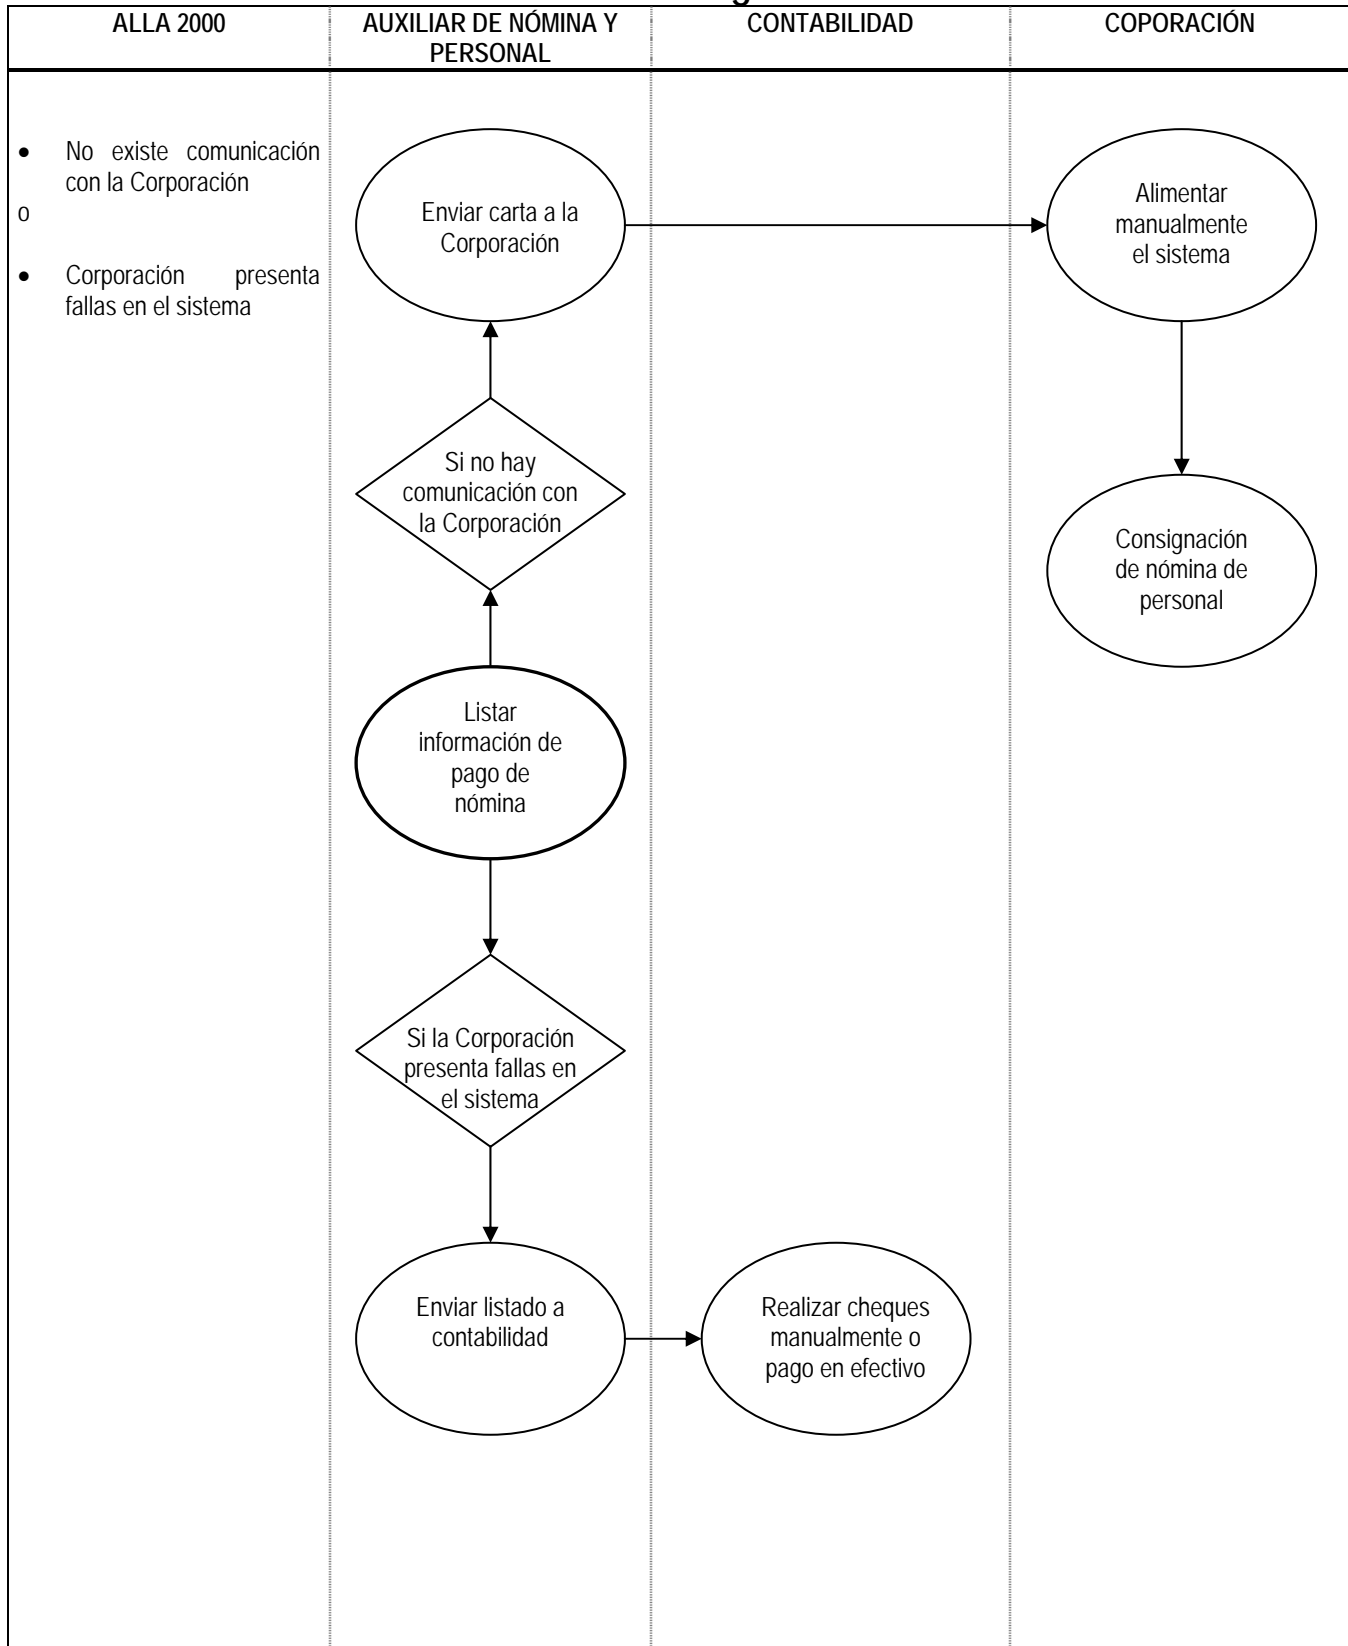 ALLA 2000
AUXILIAR DE NÓMINA Y
PERSONAL
CONTABILIDAD
COPORACIÓN
• No existe comunicación
con la Corporación
o
• Corporación presenta
fallas en el sistema
Enviar carta a la
Corporación
Alimentar
manualmente
el sistema
Si no hay
comunicación con
la Corporación
Consignación
de nómina de
personal
Listar
información de
pago de
nómina
Si la Corporación
presenta fallas en
el sistema
Enviar listado a
contabilidad
Realizar cheques
manualmente o
pago en efectivo